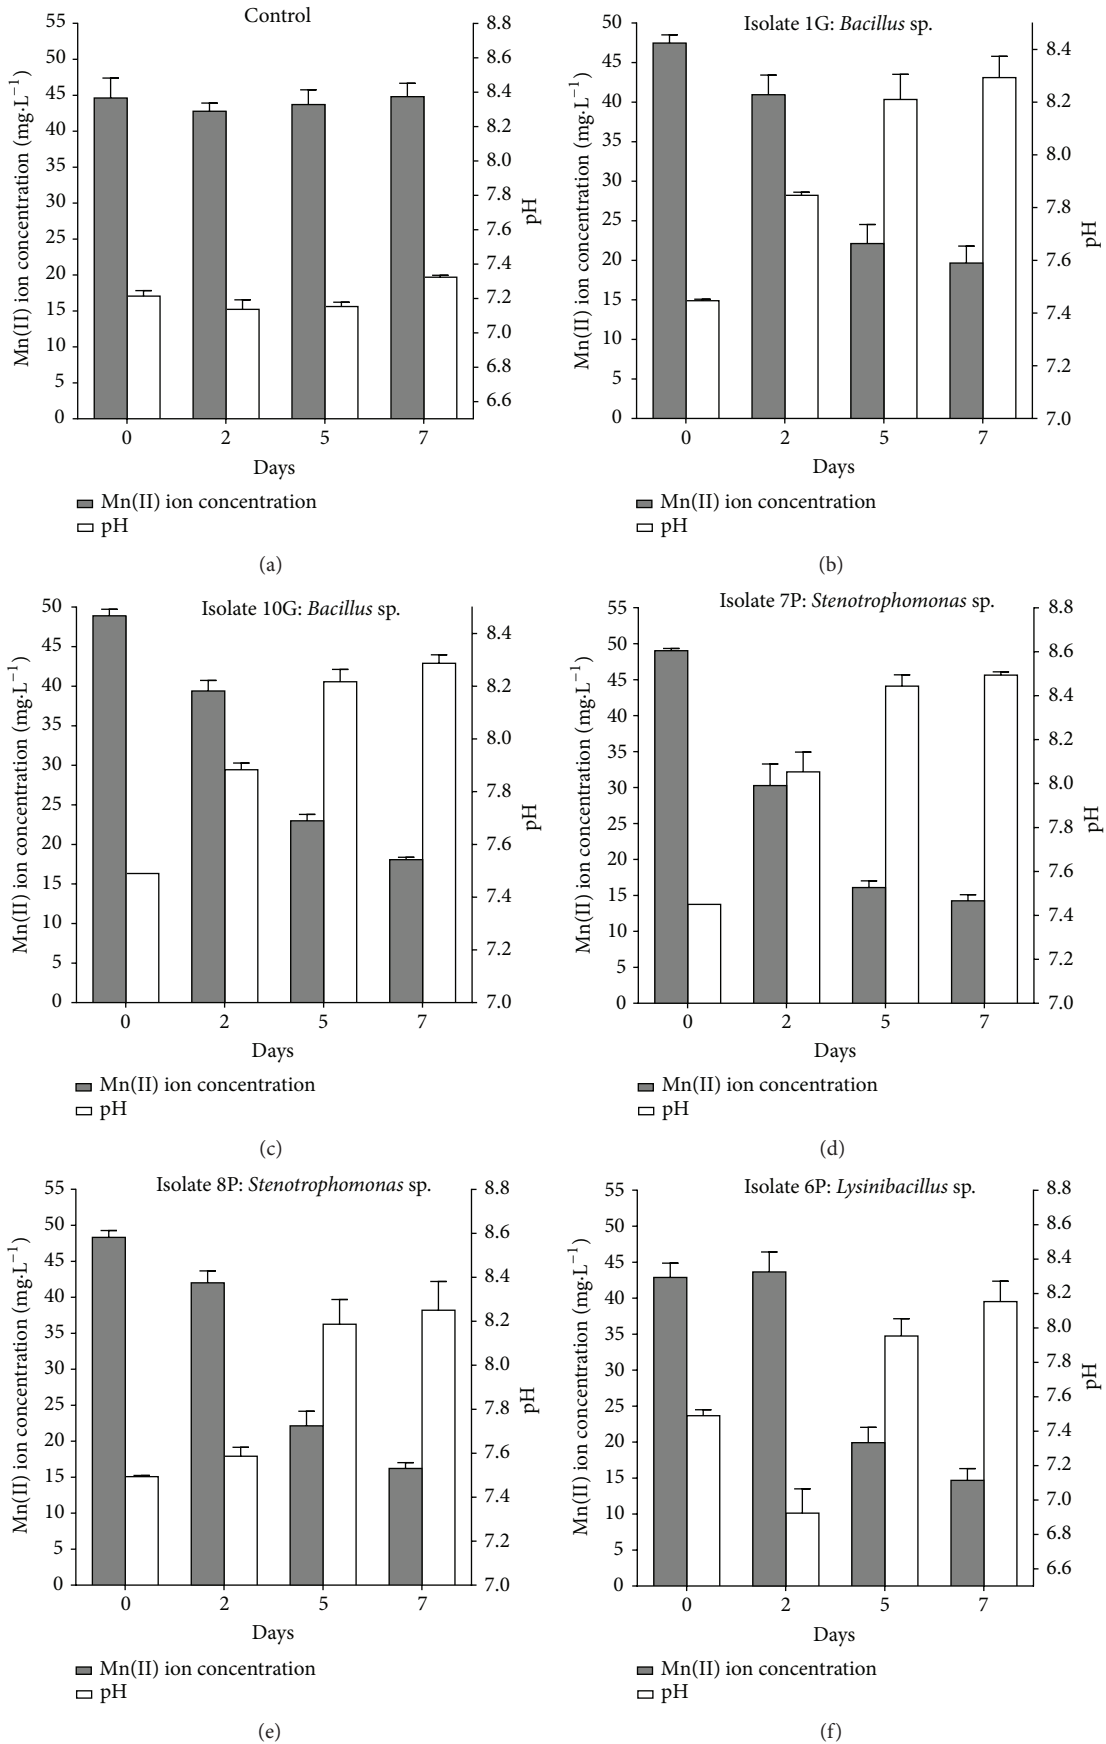 Control
Mn(II) ion concentration (mg·L⁻¹)
55
50
45
40
35
30
25
20
15
10
5
0
8.8
8.6
8.4
8.2
8.0
7.8
7.6
7.4
7.2
7.0
6.8
6.6
pH
0 2 5 7
Days
Mn(II) ion concentration
pH
(a)
Isolate 1G: Bacillus sp.
Mn(II) ion concentration (mg·L⁻¹)
50
45
40
35
30
25
20
15
10
5
0
8.4
8.2
8.0
7.8
7.6
7.4
7.2
7.0
pH
0 2 5 7
Days
Mn(II) ion concentration
pH
(b)
Isolate 10G: Bacillus sp.
Mn(II) ion concentration (mg·L⁻¹)
50
45
40
35
30
25
20
15
10
5
0
8.4
8.2
8.0
7.8
7.6
7.4
7.2
7.0
pH
0 2 5 7
Days
Mn(II) ion concentration
pH
(c)
Isolate 7P: Stenotrophomonas sp.
Mn(II) ion concentration (mg·L⁻¹)
55
50
45
40
35
30
25
20
15
10
5
0
8.8
8.6
8.4
8.2
8.0
7.8
7.6
7.4
7.2
7.0
pH
0 2 5 7
Days
Mn(II) ion concentration
pH
(d)
Isolate 8P: Stenotrophomonas sp.
Mn(II) ion concentration (mg·L⁻¹)
55
50
45
40
35
30
25
20
15
10
5
0
8.8
8.6
8.4
8.2
8.0
7.8
7.6
7.4
7.2
7.0
pH
0 2 5 7
Days
Mn(II) ion concentration
pH
(e)
Isolate 6P: Lysinibacillus sp.
Mn(II) ion concentration (mg·L⁻¹)
55
50
45
40
35
30
25
20
15
10
5
0
8.8
8.6
8.4
8.2
8.0
7.8
7.6
7.4
7.2
7.0
6.8
6.6
pH
0 2 5 7
Days
Mn(II) ion concentration
pH
(f)